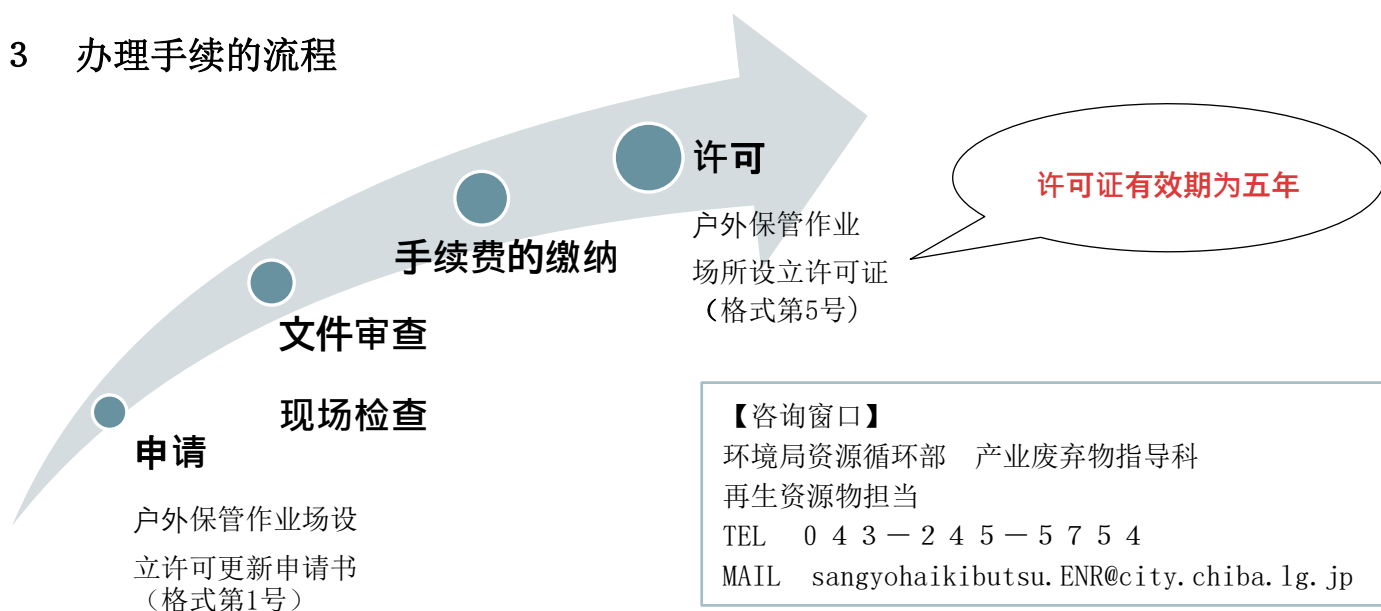 3　办理手续的流程
申请
户外保管作业场设
立许可更新申请书
（格式第1号）
文件审查
现场检查
手续费的缴纳
许可
户外保管作业
场所设立许可证
（格式第5号）
许可证有效期为五年
【咨询窗口】
环境局资源循环部　产业废弃物指导科
再生资源物担当
TEL　０４３－２４５－５７５４
MAIL　sangyohaikibutsu.ENR@city.chiba.lg.jp